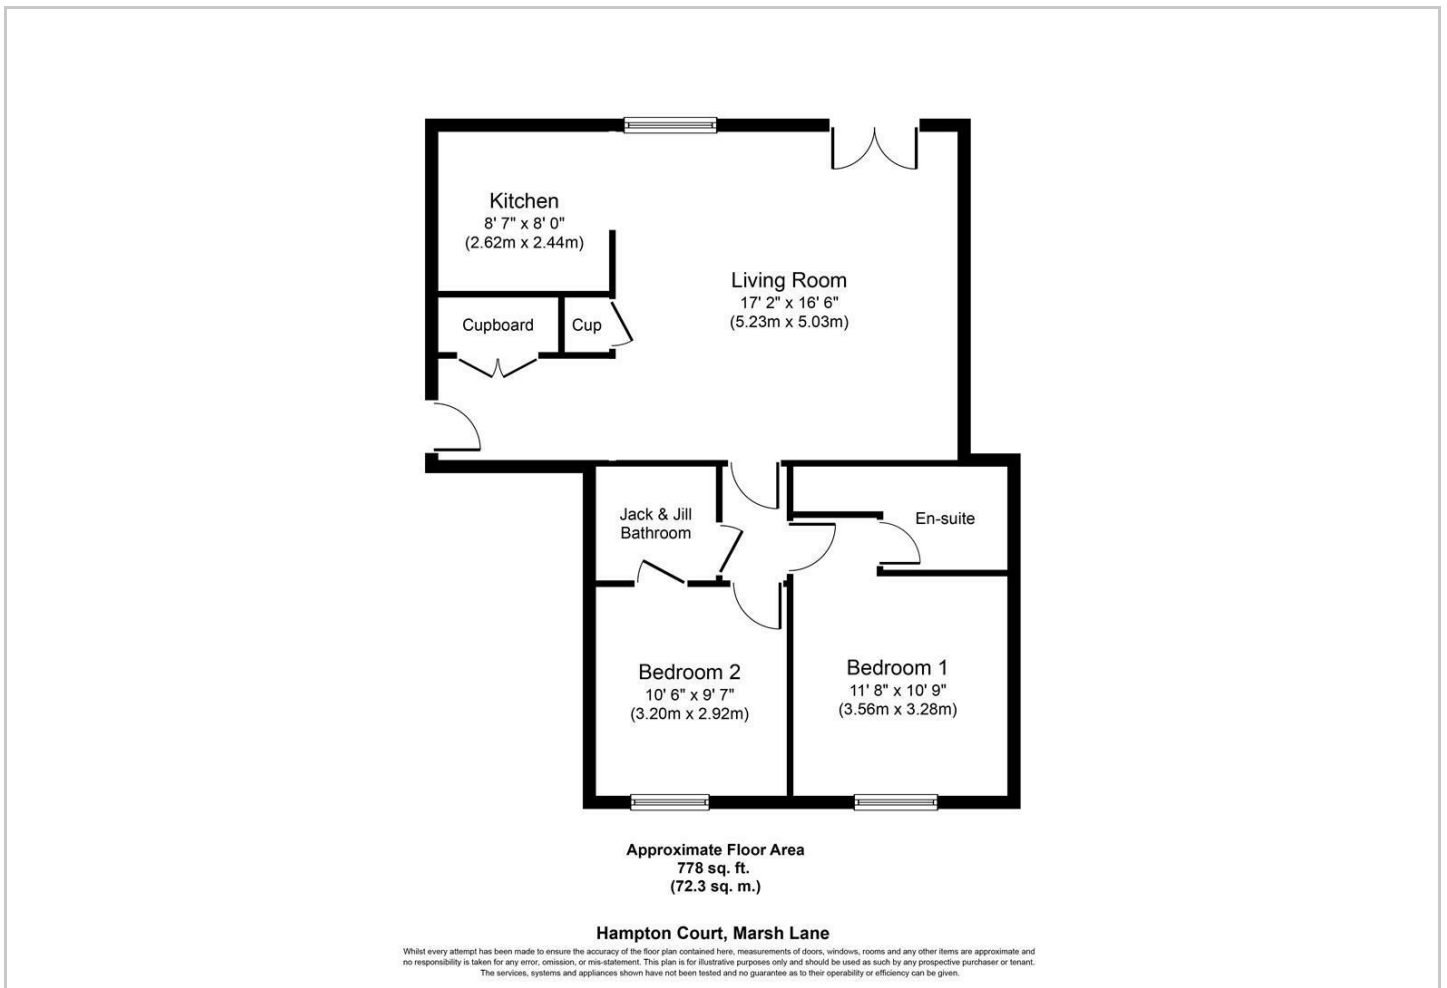 Kitchen
8' 7" x 8' 0"
(2.62m x 2.44m)
Living Room
17' 2" x 16' 6"
(5.23m x 5.03m)
Cupboard
Cup
Jack & Jill
Bathroom
En-suite
Bedroom 2
10' 6" x 9' 7"
(3.20m x 2.92m)
Bedroom 1
11' 8" x 10' 9"
(3.56m x 3.28m)
Approximate Floor Area
778 sq. ft.
(72.3 sq. m.)
Hampton Court, Marsh Lane
Whilst every attempt has been made to ensure the accuracy of the floor plan contained here, measurements of doors, windows, rooms and any other items are approximate and
no responsibility is taken for any error, omission, or mis-statement. This plan is for illustrative purposes only and should be used as such by any prospective purchaser or tenant.
The services, systems and appliances shown have not been tested and no guarantee as to their operability or efficiency can be given.